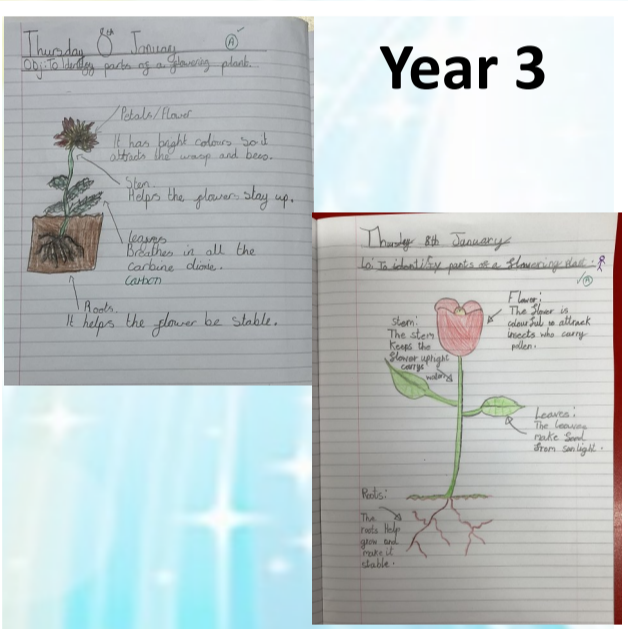 Year 3
Thursday 8th January
A
Obj: To Identify parts of a flowering plant.
Petals/Flower
It has bright colours so it
attracts the wasp and bees.
Stem
Helps the flowers stay up.
leaves
Breathes in all the
carbine dioxide.
Carbon
Roots
It helps the flower be stable.
Thursday 8th January
Lo: To identify parts of a flowering plant.
A
Flower:
The flower is
colourful to attrack
insects who carry
pollen.
Stem:
The stem
keeps the
flower upright
carrys
water
Leaves:
The leaves
make food
from sunlight.
Roots:
The
roots Help
grow and
make it
stable.